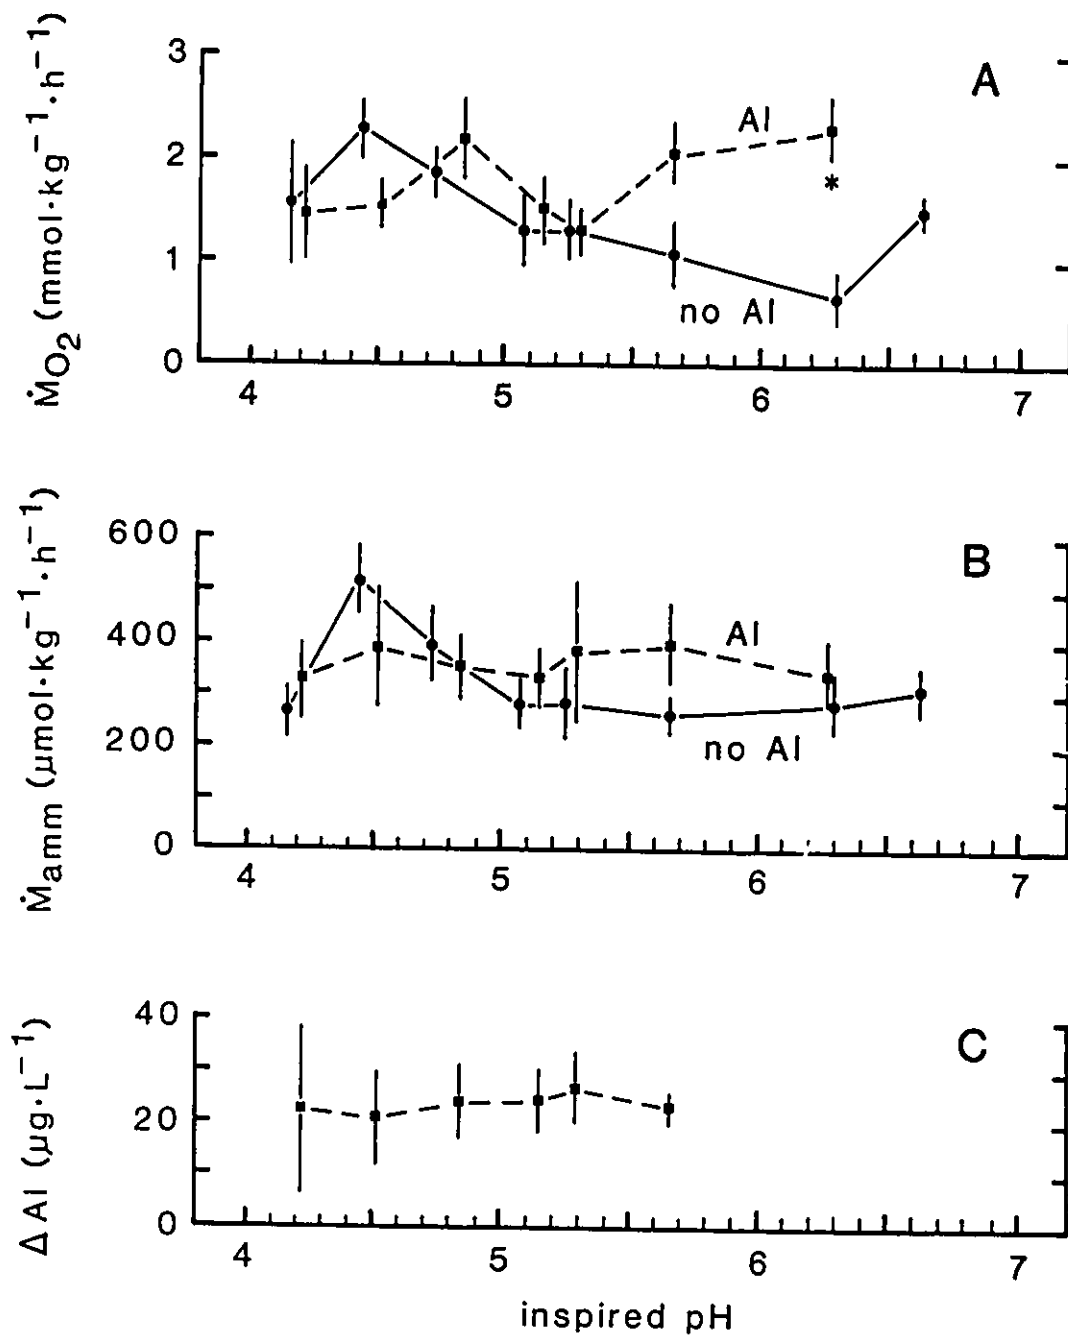 A
ṀO₂ (mmol·kg⁻¹·h⁻¹)
3
2
1
0
Al
*
no Al
4 5 6 7
B
Ṁamm (μmol·kg⁻¹·h⁻¹)
600
400
200
0
Al
no Al
4 5 6 7
C
Δ Al (μg·L⁻¹)
40
20
0
4 5 6 7
inspired pH